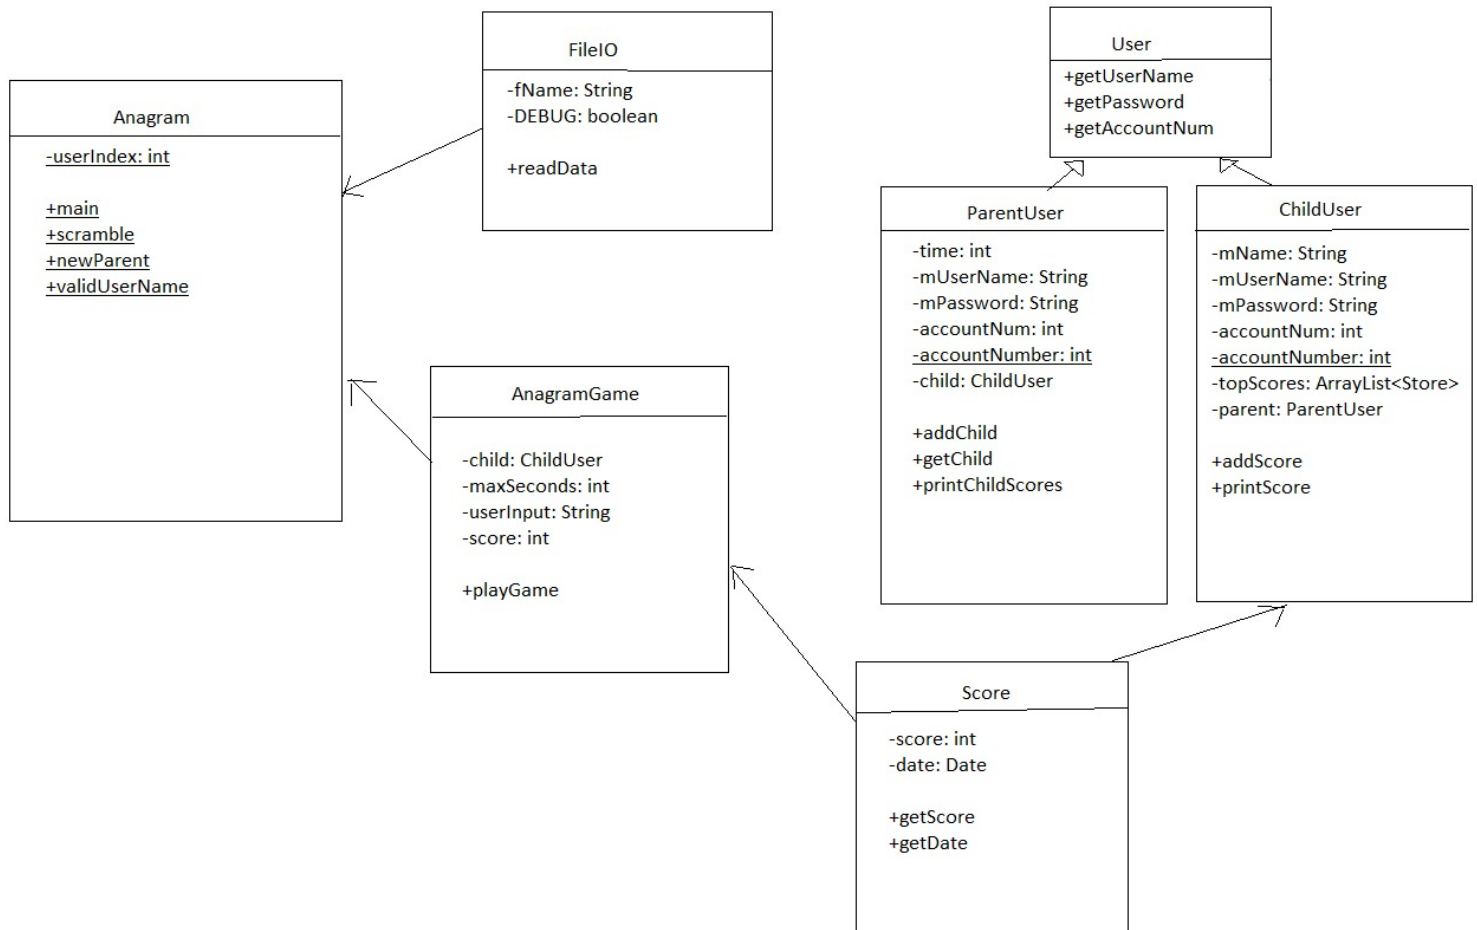 Anagram
-userIndex: int
+main
+scramble
+newParent
+validUserName
FileIO
-fName: String
-DEBUG: boolean
+readData
AnagramGame
-child: ChildUser
-maxSeconds: int
-userInput: String
-score: int
+playGame
User
+getUserName
+getPassword
+getAccountNum
ParentUser
-time: int
-mUserName: String
-mPassword: String
-accountNum: int
-accountNumber: int
-child: ChildUser
+addChild
+getChild
+printChildScores
ChildUser
-mName: String
-mUserName: String
-mPassword: String
-accountNum: int
-accountNumber: int
-topScores: ArrayList<Store>
-parent: ParentUser
+addScore
+printScore
Score
-score: int
-date: Date
+getScore
+getDate